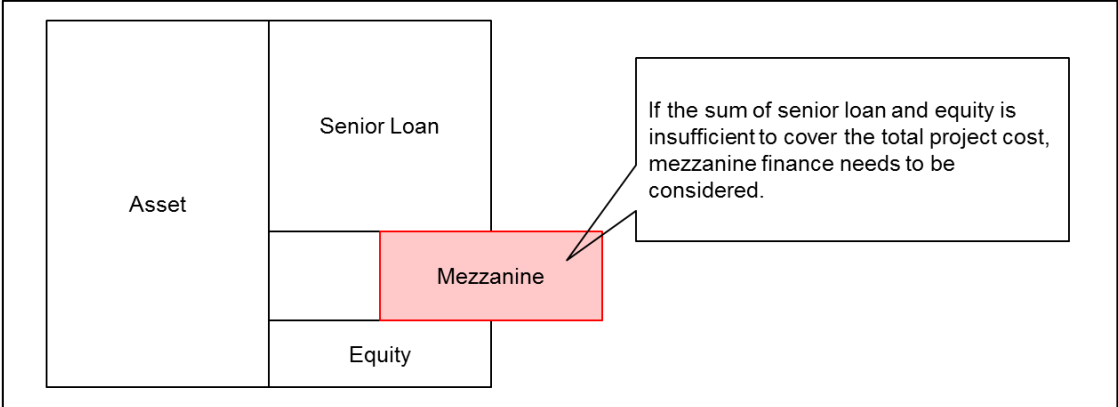 Senior Loan
Asset
Mezzanine
Equity
If the sum of senior loan and equity is
insufficient to cover the total project cost,
mezzanine finance needs to be
considered.